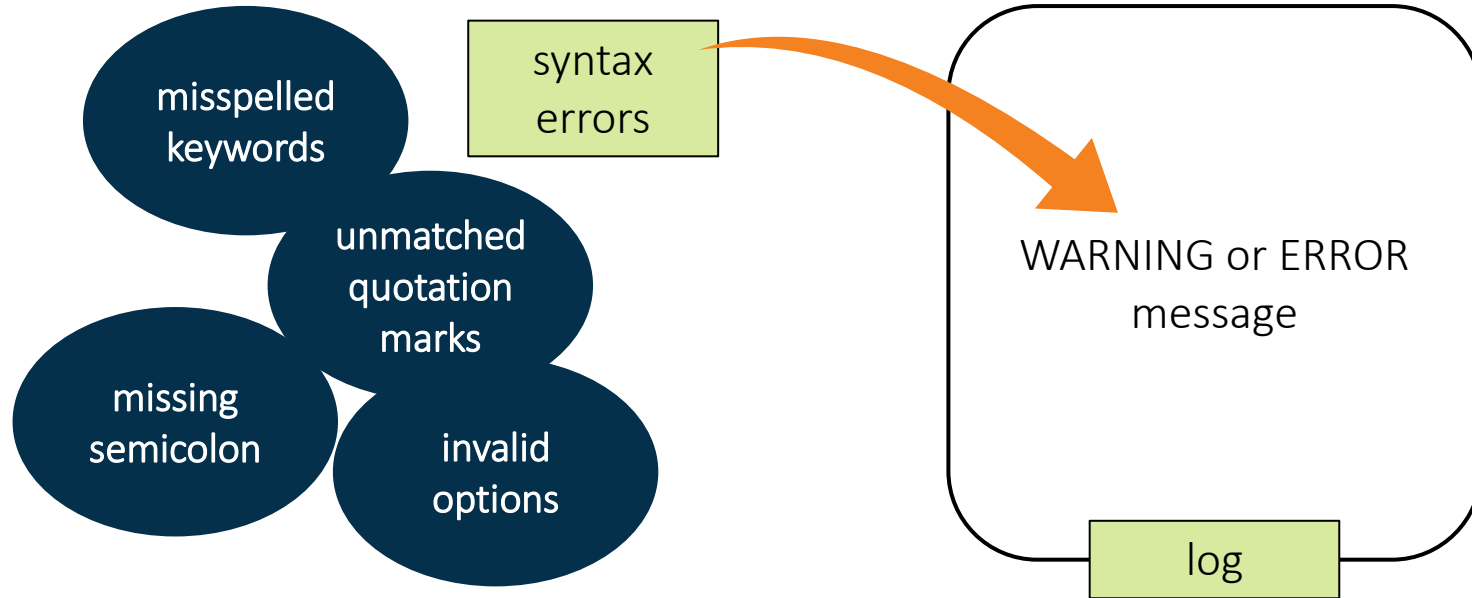 misspelled
keywords
unmatched
quotation
marks
missing
semicolon
invalid
options
syntax
errors
WARNING or ERROR
message
log